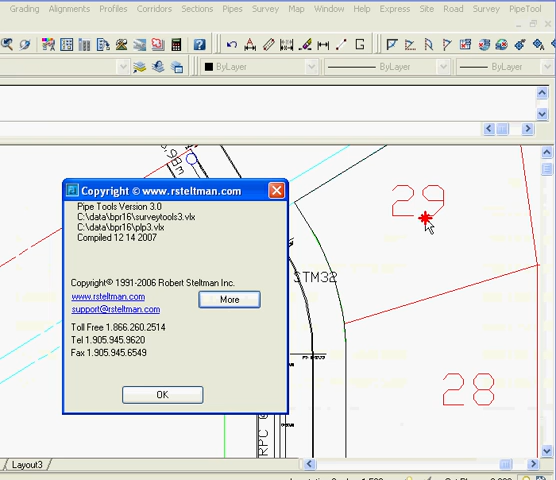 Grading Alignments Profiles Corridors Sections Pipes Survey Map Window Help Express Site Road Survey PipeTool
ByLayer ByLayer ByLayer
Copyright © www.rsteltman.com
Pipe Tools Version 3.0
C:\data\bpr16\surveytools3.vlx
C:\data\bpr16\plp3.vlx
Compiled 12 14 2007
Copyright© 1991-2006 Robert Steltman Inc.
www.rsteltman.com
More
support@rsteltman.com
Toll Free 1.866.260.2514
Tel 1.905.945.9620
Fax 1.905.945.6549
OK
29
STM32
28
RPC @
Layout3